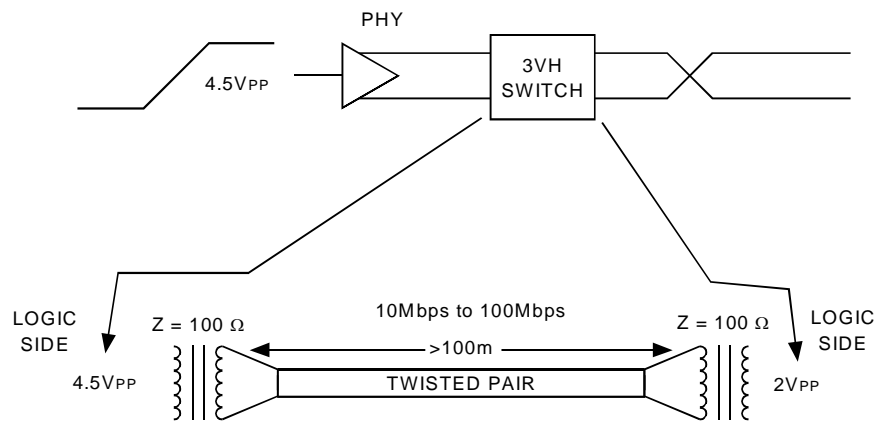 PHY
4.5VPP
3VH
SWITCH
10Mbps to 100Mbps
LOGIC
SIDE
Z = 100 Ω
Z = 100 Ω
LOGIC
SIDE
>100m
4.5VPP
TWISTED PAIR
2VPP